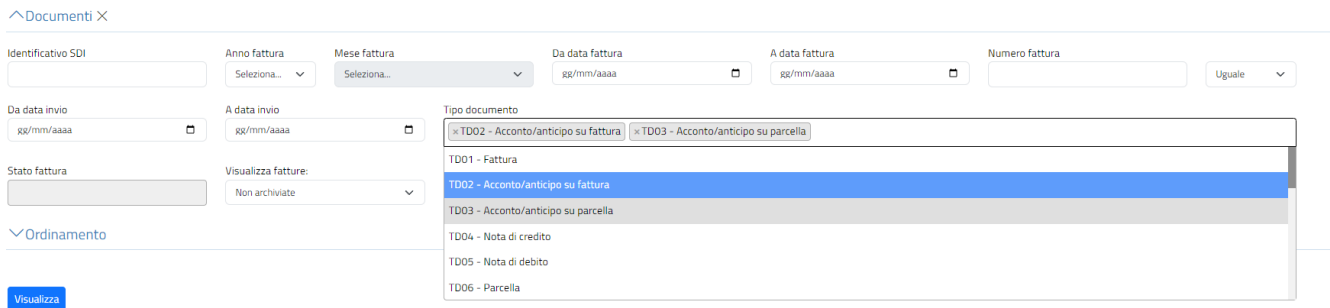 Documenti ×
Identificativo SDI
Anno fattura
Mese fattura
Da data fattura
A data fattura
Numero fattura
Seleziona...
Seleziona...
gg/mm/aaaa
gg/mm/aaaa
Uguale
Da data invio
A data invio
Tipo documento
gg/mm/aaaa
gg/mm/aaaa
×TD02 - Acconto/anticipo su fattura ×TD03 - Acconto/anticipo su parcella
TD01 - Fattura
Stato fattura
Visualizza fatture:
TD02 - Acconto/anticipo su fattura
Non archiviate
TD03 - Acconto/anticipo su parcella
Ordinamento
TD04 - Nota di credito
TD05 - Nota di debito
TD06 - Parcella
Visualizza